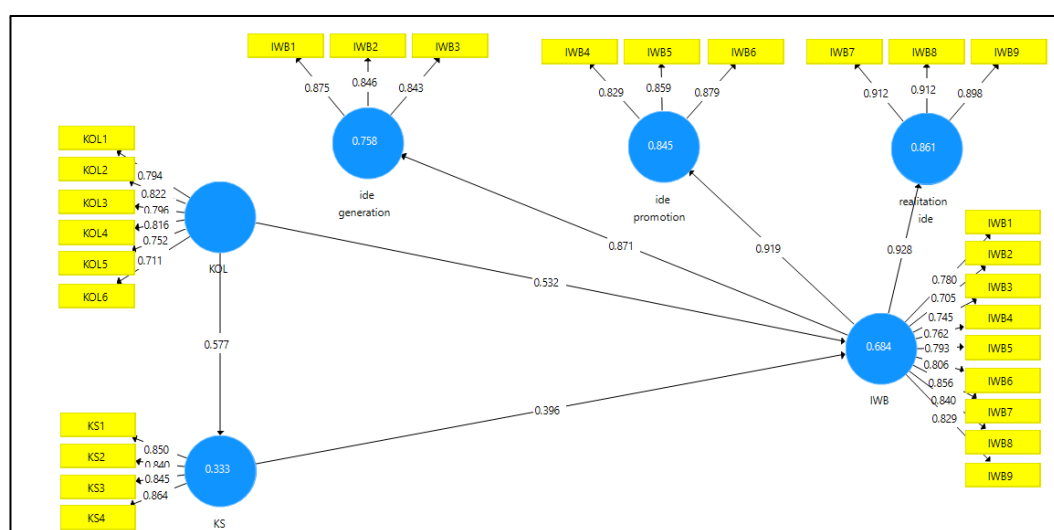 IWB1 IWB2 IWB3
0.875 0.846 0.843
0.758
ide
generation
IWB4 IWB5 IWB6
0.829 0.859 0.879
0.845
ide
promotion
IWB7 IWB8 IWB9
0.912 0.912 0.898
0.861
realitation
ide
KOL1
KOL2
KOL3
KOL4
KOL5
KOL6
0.794
0.822
0.796
0.816
0.752
0.711
KOL
0.871
0.919
0.928
0.532
0.577
0.396
IWB1
IWB2
IWB3
IWB4
IWB5
IWB6
IWB7
IWB8
IWB9
0.780
0.705
0.745
0.762
0.793
0.806
0.856
0.840
0.829
0.684
IWB
KS1
KS2
KS3
KS4
0.850
0.840
0.845
0.864
0.333
KS